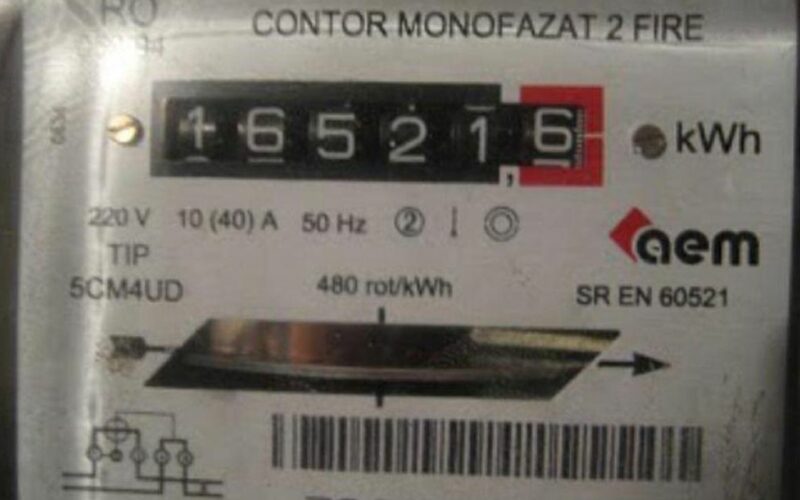 RO
CONTOR MONOFAZAT 2 FIRE
16521,6 kWh
220 V 10 (40) A 50 Hz 2
TIP
5CM4UD
480 rot/kWh
aem
SR EN 60521